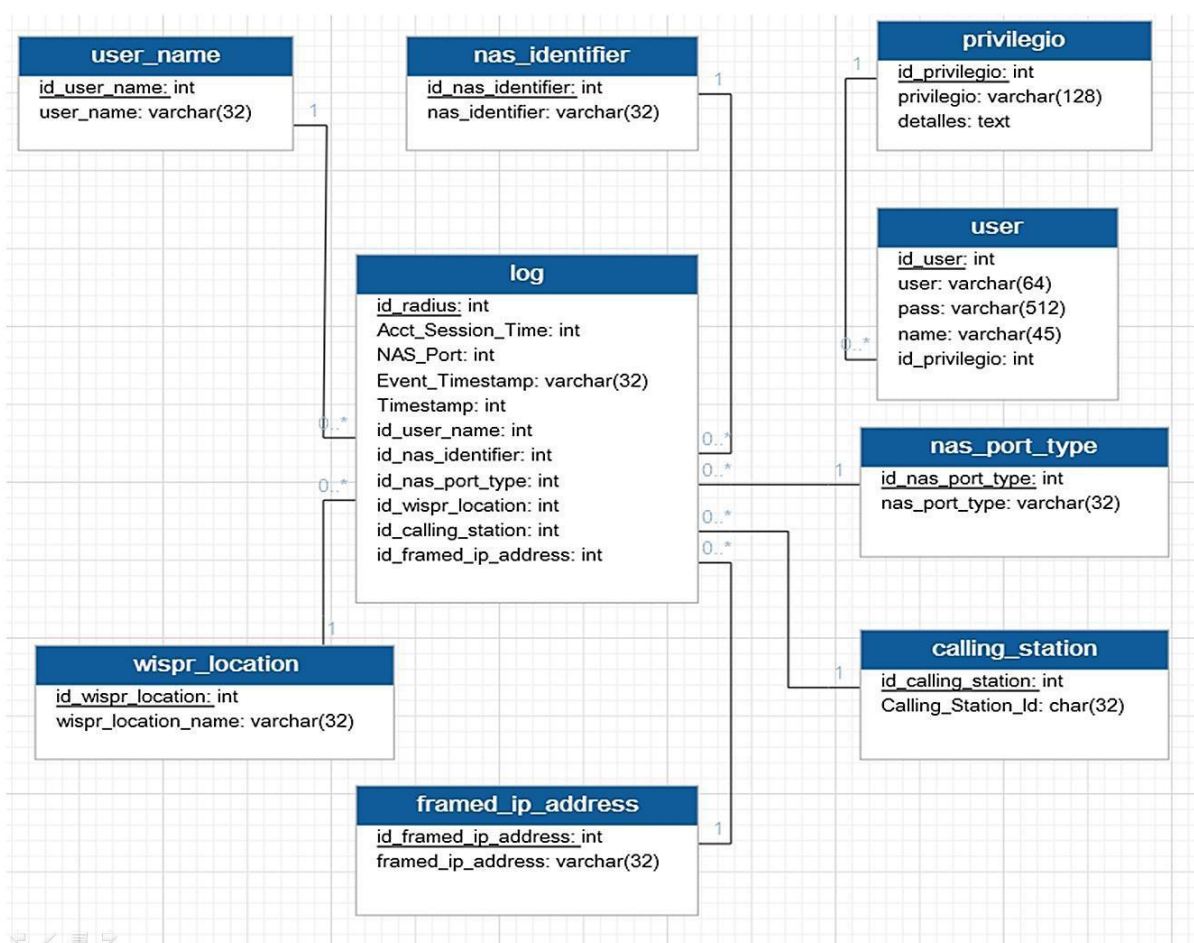 user_name
id_user_name: int
user_name: varchar(32)
1
nas_identifier
id_nas_identifier: int
nas_identifier: varchar(32)
1
privilegio
id_privilegio: int
privilegio: varchar(128)
detalles: text
1
user
id_user: int
user: varchar(64)
pass: varchar(512)
name: varchar(45)
id_privilegio: int
0..*
log
id_radius: int
Acct_Session_Time: int
NAS_Port: int
Event_Timestamp: varchar(32)
Timestamp: int
id_user_name: int
id_nas_identifier: int
id_nas_port_type: int
id_wispr_location: int
id_calling_station: int
id_framed_ip_address: int
0..*
0..*
0..*
0..*
0..*
0..*
nas_port_type
id_nas_port_type: int
nas_port_type: varchar(32)
1
wispr_location
id_wispr_location: int
wispr_location_name: varchar(32)
1
calling_station
id_calling_station: int
Calling_Station_Id: char(32)
1
framed_ip_address
id_framed_ip_address: int
framed_ip_address: varchar(32)
1